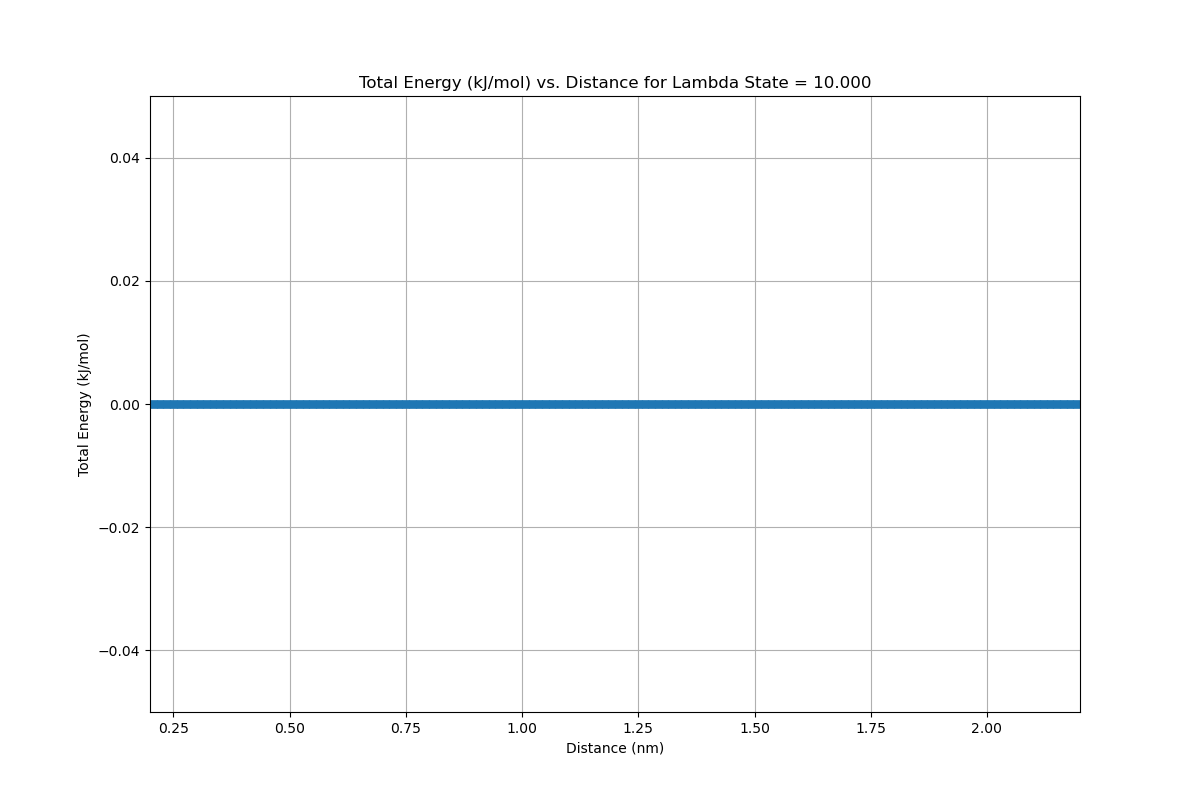 Total Energy (kJ/mol) vs. Distance for Lambda State = 10.000
0.04
0.02
0.00
−0.02
−0.04
Total Energy (kJ/mol)
0.25 0.50 0.75 1.00 1.25 1.50 1.75 2.00
Distance (nm)